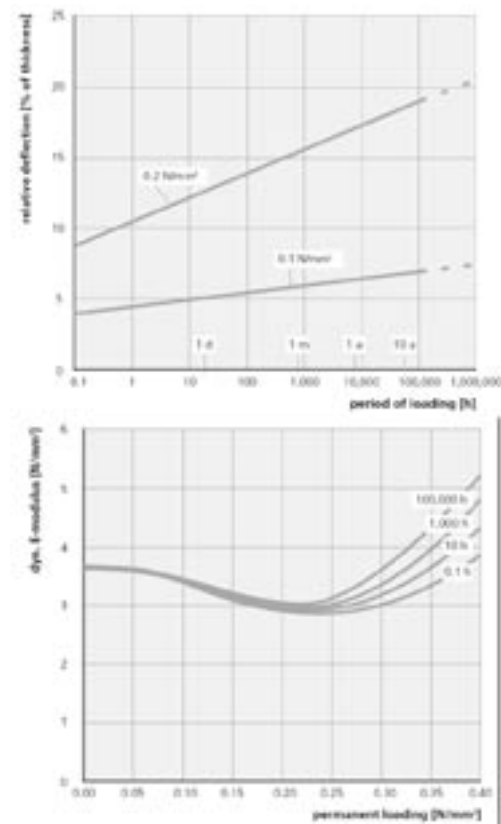 relative deflection [% of thickness]
25
20
15
10
5
0
0.2 N/mm²
0.1 N/mm²
1 d
1 m
1 a
10 a
0.1
1
10
100
1,000
10,000
100,000
1,000,000
period of loading [h]
dyn. E-modulus [N/mm²]
6
5
4
3
2
1
0
100,000 h
1,000 h
10 h
0.1 h
0.00
0.05
0.10
0.15
0.20
0.25
0.30
0.35
0.40
permanent loading [N/mm²]